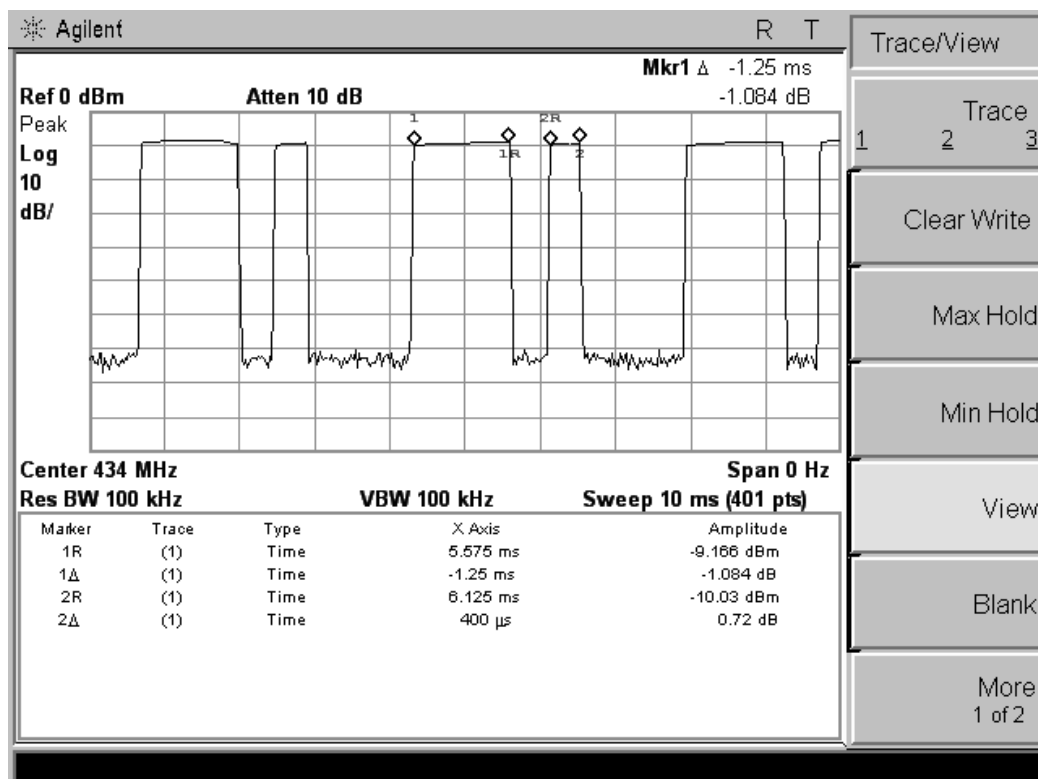 Agilent R T
Mkr1 Δ -1.25 ms
Ref 0 dBm Atten 10 dB -1.084 dB
Peak
Log
10
dB/
1 2R
1R 2
Center 434 MHz Span 0 Hz
Res BW 100 kHz VBW 100 kHz Sweep 10 ms (401 pts)
Marker Trace Type X Axis Amplitude
1R (1) Time 5.575 ms -9.166 dBm
1Δ (1) Time -1.25 ms -1.084 dB
2R (1) Time 6.125 ms -10.03 dBm
2Δ (1) Time 400 µs 0.72 dB
Trace/View
Trace
1 2 3
Clear Write
Max Hold
Min Hold
View
Blank
More
1 of 2